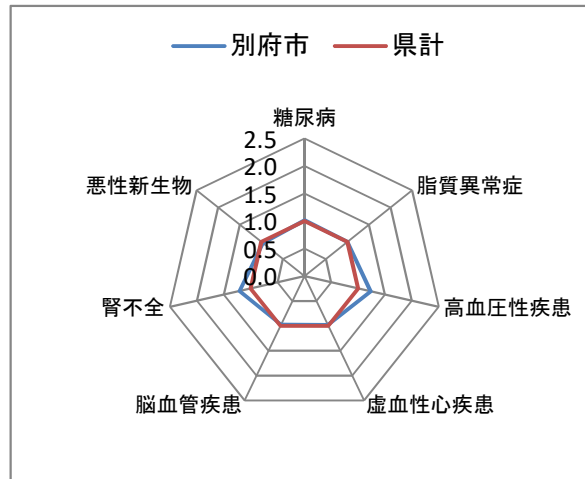 別府市 県計
糖尿病
2.5
2.0
1.5
1.0
0.5
0.0
脂質異常症
高血圧性疾患
虚血性心疾患
脳血管疾患
腎不全
悪性新生物